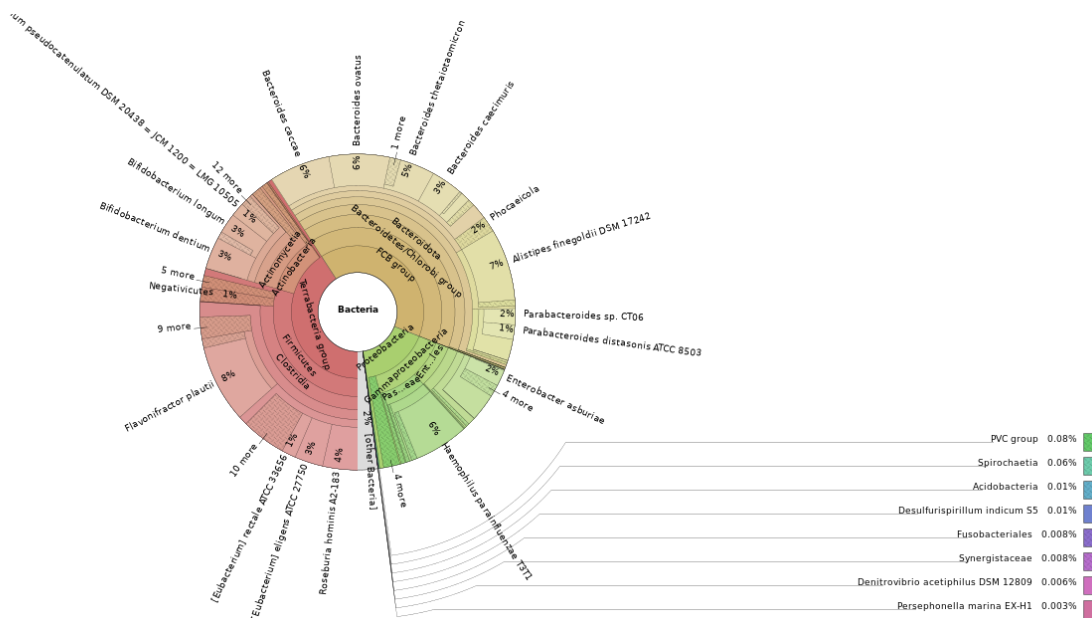 pseudocatenulatum DSM 20438 = JCM 1200 = LMG 10505
12 more
1%
Bifidobacterium longum
3%
Bifidobacterium dentium
3%
5 more
Negativicutes
1%
9 more
Flavonifractor plautii
8%
10 more
[Eubacterium] rectale ATCC 33656
1%
[Eubacterium] eligens ATCC 27750
3%
Roseburia hominis A2-183
4%
Bacteroides caccae
6%
Bacteroides ovatus
6%
1 more
Bacteroides thetaiotaomicron
5%
Bacteroides caecimuris
3%
Phocaeicola
2%
Alistipes finegoldii DSM 17242
7%
Parabacteroides sp. CT06
2%
Parabacteroides distasonis ATCC 8503
1%
Enterobacter asburiae
2%
4 more
Haemophilus parainfluenzae T3T1
6%
4 more
2% [other Bacteria]
Bacteria
FCB group
Bacteroidetes/Chlorobi group
Bacteroidota
Terrabacteria group
Actinobacteria
Actinomycetia
Firmicutes
Clostridia
Proteobacteria
Gammaproteobacteria
Pas...eae
Ent...les
PVC group 0.08%
Spirochaetia 0.06%
Acidobacteria 0.01%
Desulfurispirillum indicum S5 0.01%
Fusobacteriales 0.008%
Synergistaceae 0.008%
Denitrovibrio acetiphilus DSM 12809 0.006%
Persephonella marina EX-H1 0.003%